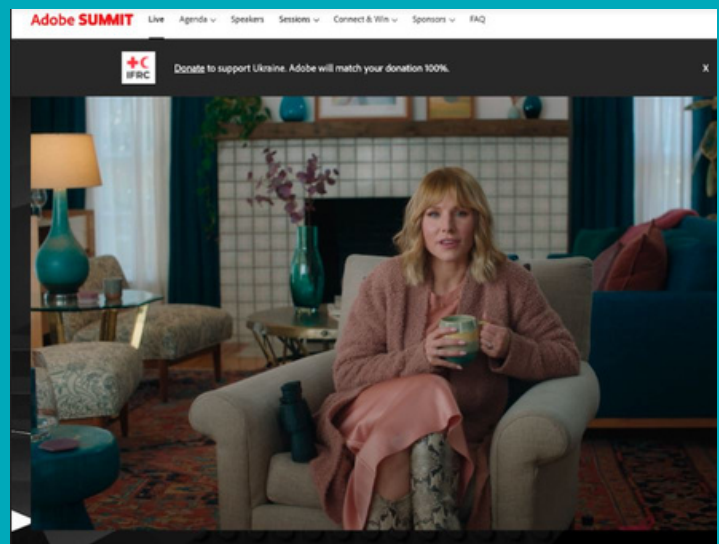 Adobe SUMMIT Live Agenda Speakers Sessions Connect & Win Sponsors FAQ
IFRC Donate to support Ukraine. Adobe will match your donation 100%. X